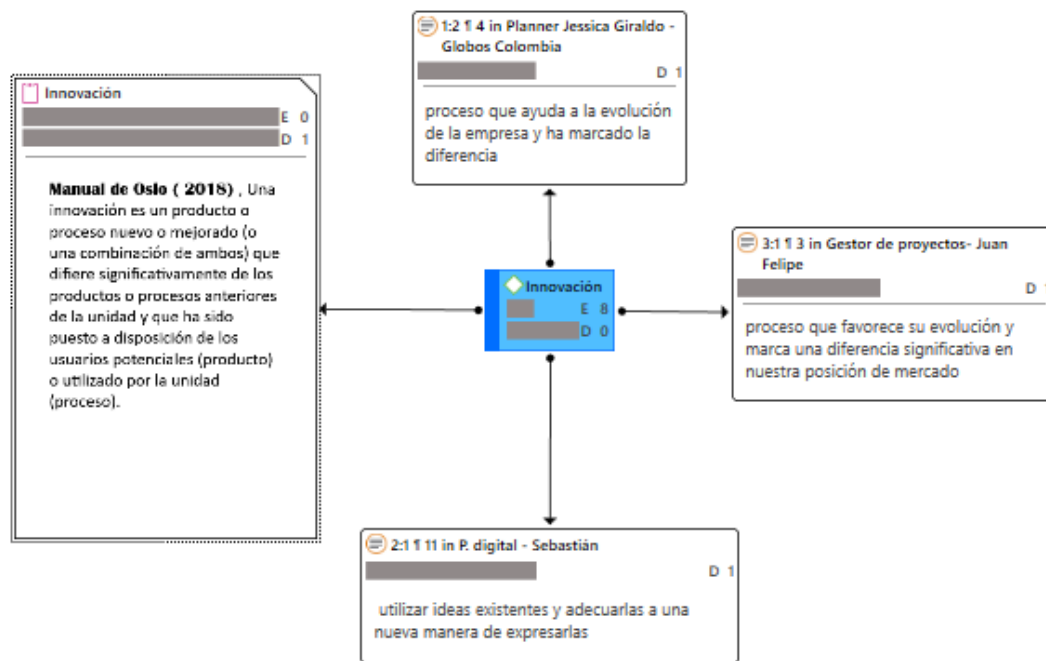 1:2 ¶ 4 in Planner Jessica Giraldo -
Globos Colombia
D 1
proceso que ayuda a la evolución
de la empresa y ha marcado la
diferencia
Innovación
E 0
D 1
Manual de Oslo ( 2018) , Una
innovación es un producto o
proceso nuevo o mejorado (o
una combinación de ambos) que
difiere significativamente de los
productos o procesos anteriores
de la unidad y que ha sido
puesto a disposición de los
usuarios potenciales (producto)
o utilizado por la unidad
(proceso).
Innovación
E 8
D 0
3:1 ¶ 3 in Gestor de proyectos- Juan
Felipe
D
proceso que favorece su evolución y
marca una diferencia significativa en
nuestra posición de mercado
2:1 ¶ 11 in P. digital - Sebastián
D 1
utilizar ideas existentes y adecuarlas a una
nueva manera de expresarlas